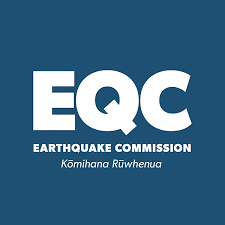 EQC
EARTHQUAKE COMMISSION
Kōmihana Rūwhenua